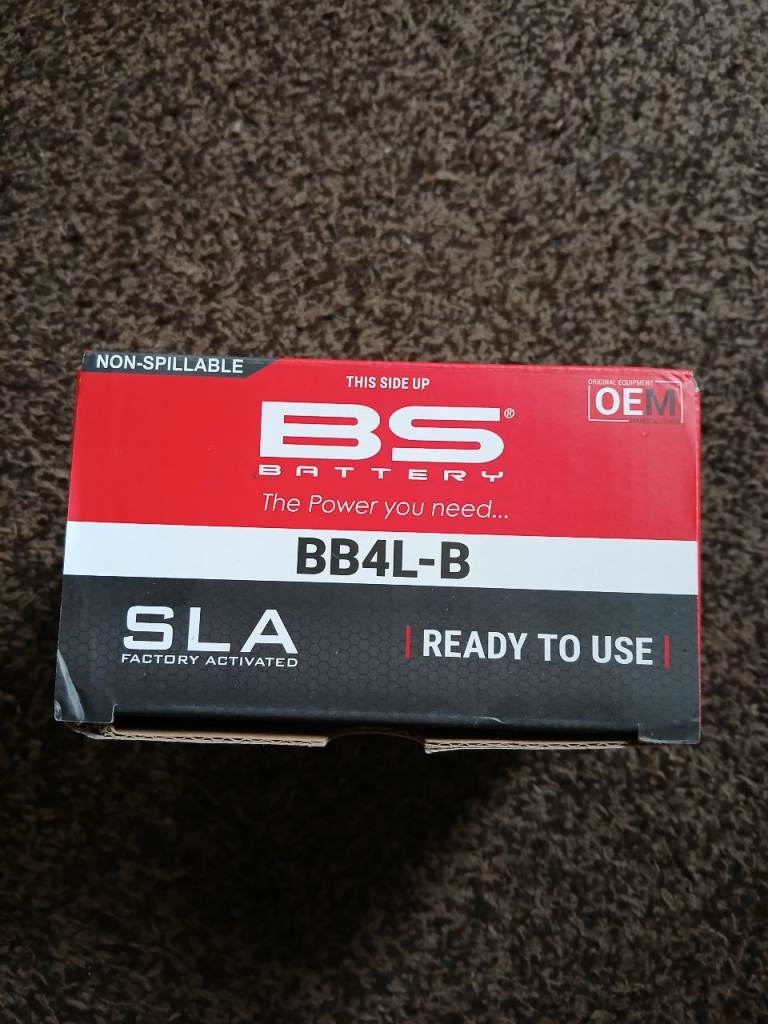 NON-SPILLABLE
THIS SIDE UP
ORIGINAL EQUIPMENT
OEM
MANUFACTURER
BS®
BATTERY
The Power you need...
BB4L-B
SLA
FACTORY ACTIVATED
| READY TO USE |